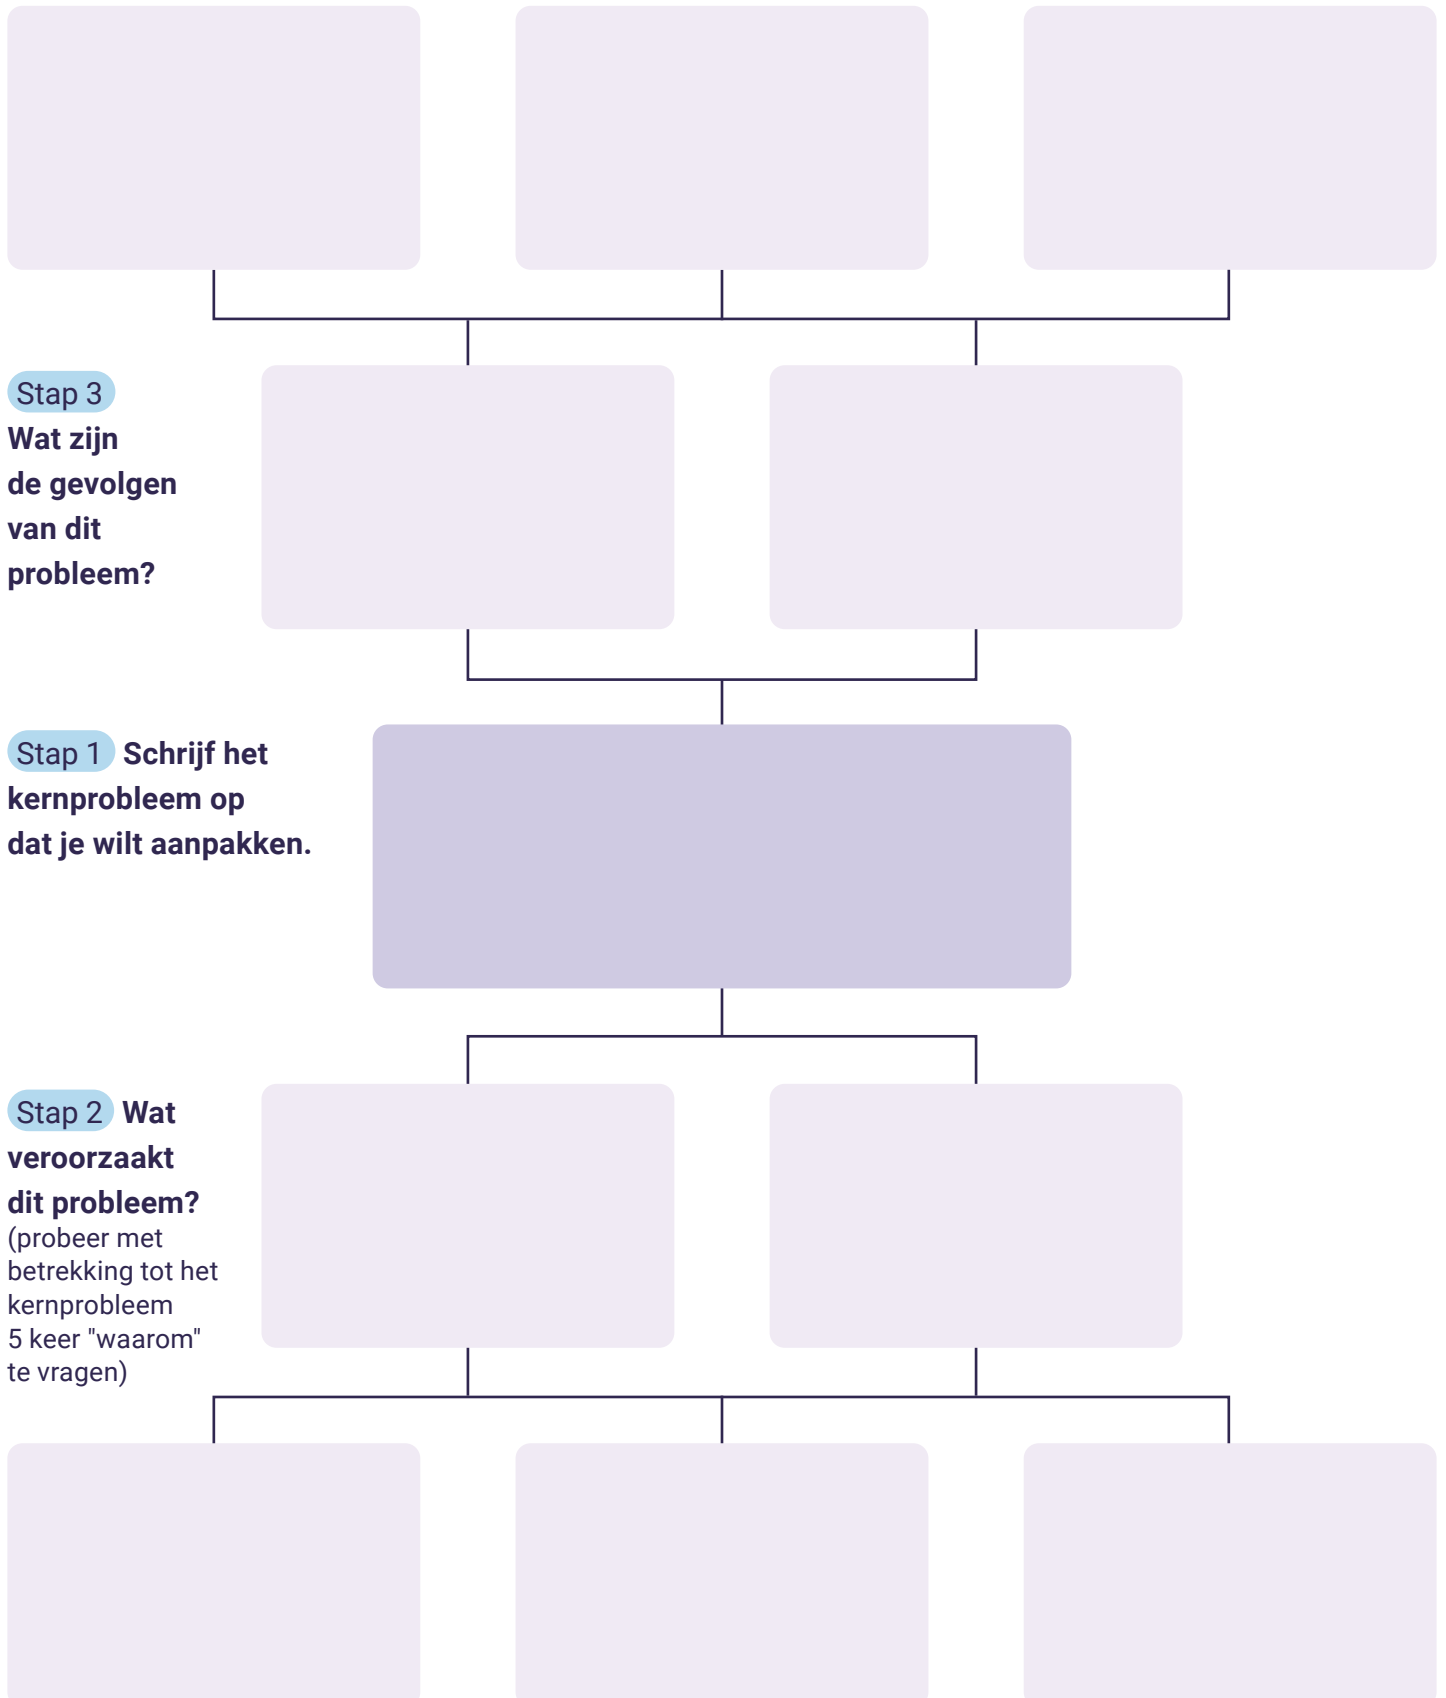 Stap 3
Wat zijn
de gevolgen
van dit
probleem?
Stap 1 Schrijf het
kernprobleem op
dat je wilt aanpakken.
Stap 2 Wat
veroorzaakt
dit probleem?
(probeer met
betrekking tot het
kernprobleem
5 keer "waarom"
te vragen)